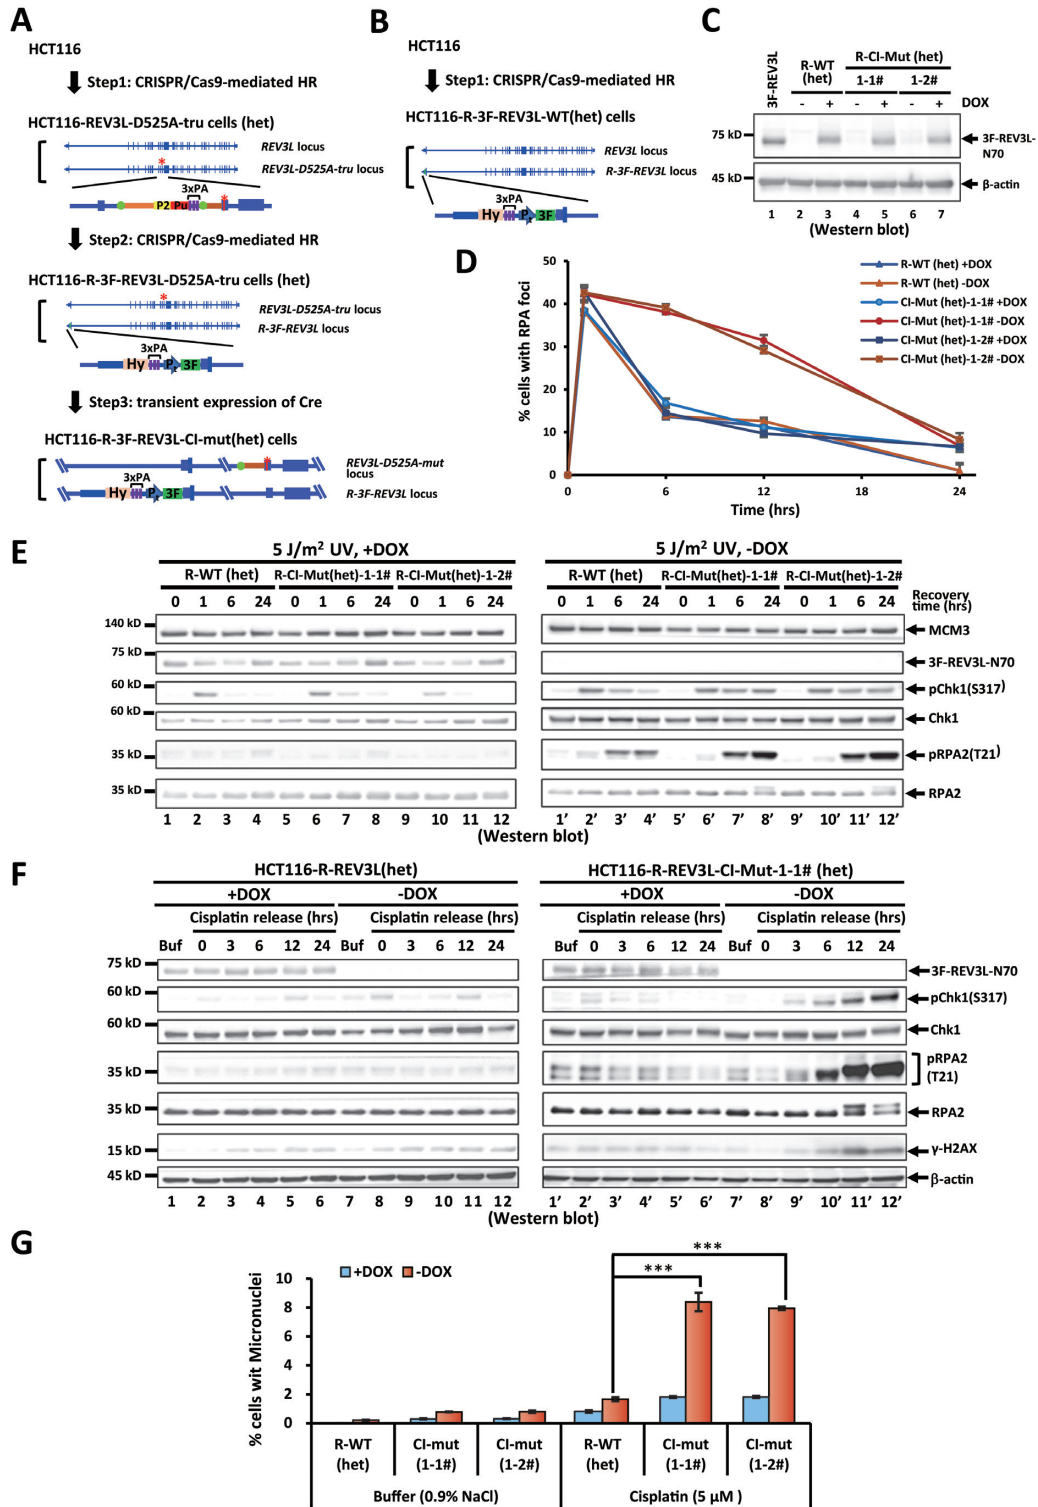 A
HCT116
Step1: CRISPR/Cas9-mediated HR
HCT116-REV3L-D525A-tru cells (het)
REV3L locus
REV3L-D525A-tru locus
3xPA
P2 Pu
Step2: CRISPR/Cas9-mediated HR
HCT116-R-3F-REV3L-D525A-tru cells (het)
REV3L-D525A-tru locus
R-3F-REV3L locus
3xPA
Hy 3F
Step3: transient expression of Cre
HCT116-R-3F-REV3L-CI-mut(het) cells
REV3L-D525A-mut
locus
3xPA
Hy 3F
R-3F-REV3L locus
B
HCT116
Step1: CRISPR/Cas9-mediated HR
HCT116-R-3F-REV3L-WT(het) cells
REV3L locus
R-3F-REV3L locus
3xPA
Hy 3F
C
3F-REV3L
R-WT
(het)
R-CI-Mut (het)
1-1# 1-2#
- + - + - + DOX
75 kD
3F-REV3L-
N70
45 kD
β-actin
1 2 3 4 5 6 7
(Western blot)
D
% cells with RPA foci
50
40
30
20
10
0
0 6 12 18 24
Time (hrs)
R-WT (het) +DOX
R-WT (het) -DOX
CI-Mut (het)-1-1# +DOX
CI-Mut (het)-1-1# -DOX
CI-Mut (het)-1-2# +DOX
CI-Mut (het)-1-2# -DOX
E
5 J/m² UV, +DOX
R-WT (het) R-CI-Mut(het)-1-1# R-CI-Mut(het)-1-2#
0 1 6 24 0 1 6 24 0 1 6 24
5 J/m² UV, -DOX
R-WT (het) R-CI-Mut(het)-1-1# R-CI-Mut(het)-1-2#
0 1 6 24 0 1 6 24 0 1 6 24
Recovery
time (hrs)
140 kD
MCM3
75 kD
3F-REV3L-N70
60 kD
pChk1(S317)
60 kD
Chk1
35 kD
pRPA2(T21)
35 kD
RPA2
1 2 3 4 5 6 7 8 9 10 11 12
1’ 2’ 3’ 4’ 5’ 6’ 7’ 8’ 9’ 10’ 11’ 12’
(Western blot)
F
HCT116-R-REV3L(het)
+DOX -DOX
Cisplatin release (hrs) Cisplatin release (hrs)
Buf 0 3 6 12 24 Buf 0 3 6 12 24
HCT116-R-REV3L-CI-Mut-1-1# (het)
+DOX -DOX
Cisplatin release (hrs) Cisplatin release (hrs)
Buf 0 3 6 12 24 Buf 0 3 6 12 24
75 kD
3F-REV3L-N70
60 kD
pChk1(S317)
60 kD
Chk1
35 kD
pRPA2
(T21)
35 kD
RPA2
15 kD
γ-H2AX
45 kD
β-actin
1 2 3 4 5 6 7 8 9 10 11 12
1’ 2’ 3’ 4’ 5’ 6’ 7’ 8’ 9’ 10’ 11’ 12’
(Western blot)
G
% cells wit Micronuclei
10
8
6
4
2
0
+DOX -DOX
***
***
R-WT
(het)
CI-mut
(1-1#)
CI-mut
(1-2#)
R-WT
(het)
CI-mut
(1-1#)
CI-mut
(1-2#)
Buffer (0.9% NaCl)
Cisplatin (5 μM )